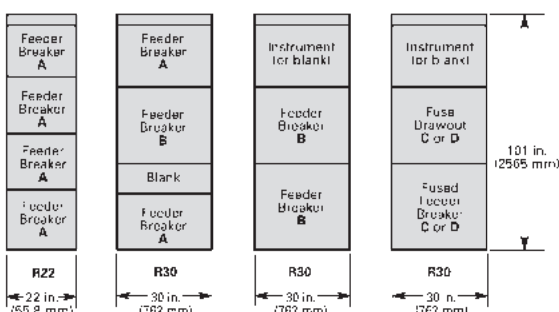 Feeder
Breaker
A
Feeder
Breaker
A
Feeder
Breaker
A
Feeder
Breaker
A
R22
22 in.
Feeder
Breaker
A
Feeder
Breaker
B
Blank
Feeder
Breaker
A
R30
30 in.
(762 mm)
Instrument
(or blank)
Feeder
Breaker
B
Feeder
Breaker
B
R30
30 in.
(762 mm)
Instrument
(or blank)
Fuse
Drawout
C or D
Fused
Feeder
Breaker
C or D
R30
30 in.
(762 mm)
101 in.
(2565 mm)